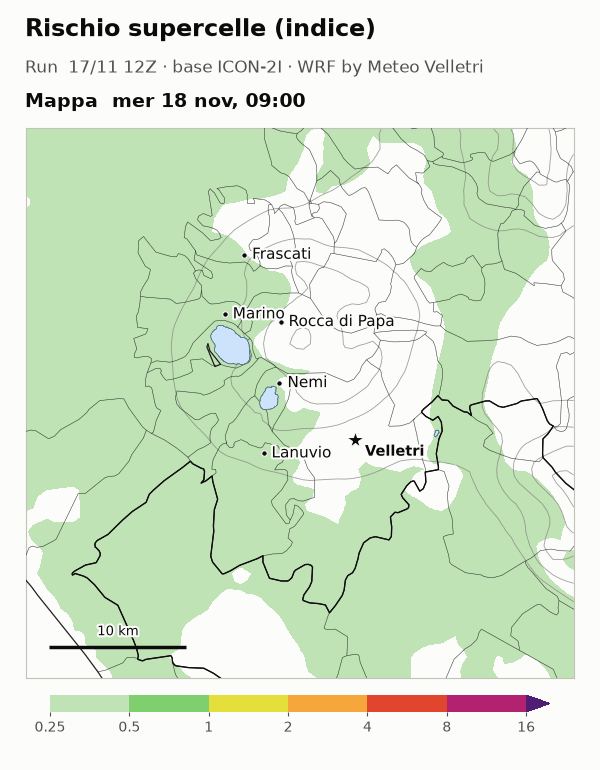 Rischio supercelle (indice)
Run  17/11 12Z · base ICON-2I · WRF by Meteo Velletri
Mappa  mer 18 nov, 09:00
Frascati
Marino
Rocca di Papa
Nemi
Velletri
Lanuvio
10 km
0.25 0.5 1 2 4 8 16